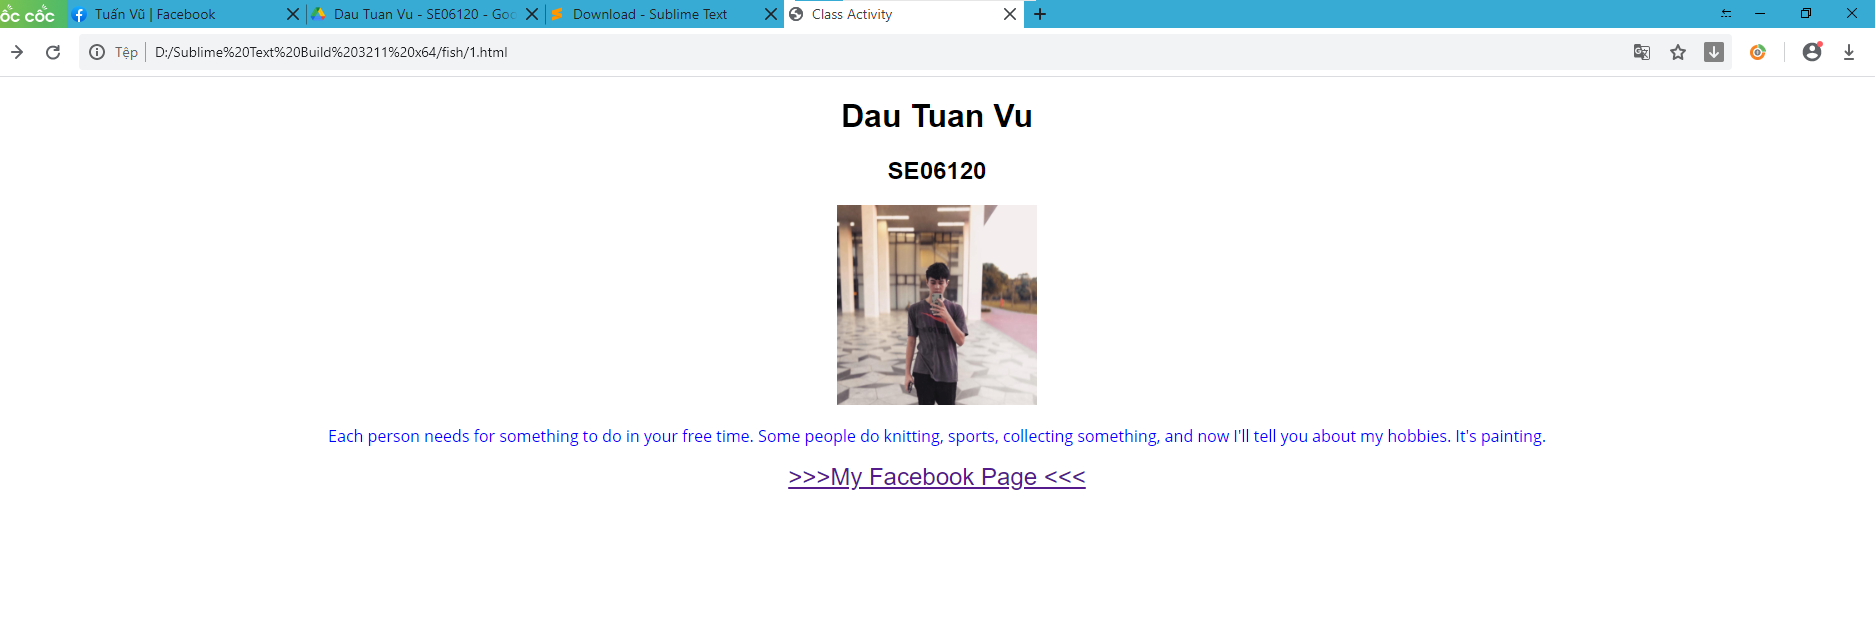 cốc cốc
Tuấn Vũ | Facebook
Dau Tuan Vu - SE06120 - Goo
Download - Sublime Text
Class Activity
Tệp
D:/Sublime%20Text%20Build%203211%20x64/fish/1.html
Dau Tuan Vu
SE06120
Each person needs for something to do in your free time. Some people do knitting, sports, collecting something, and now I'll tell you about my hobbies. It's painting.
>>>My Facebook Page <<<